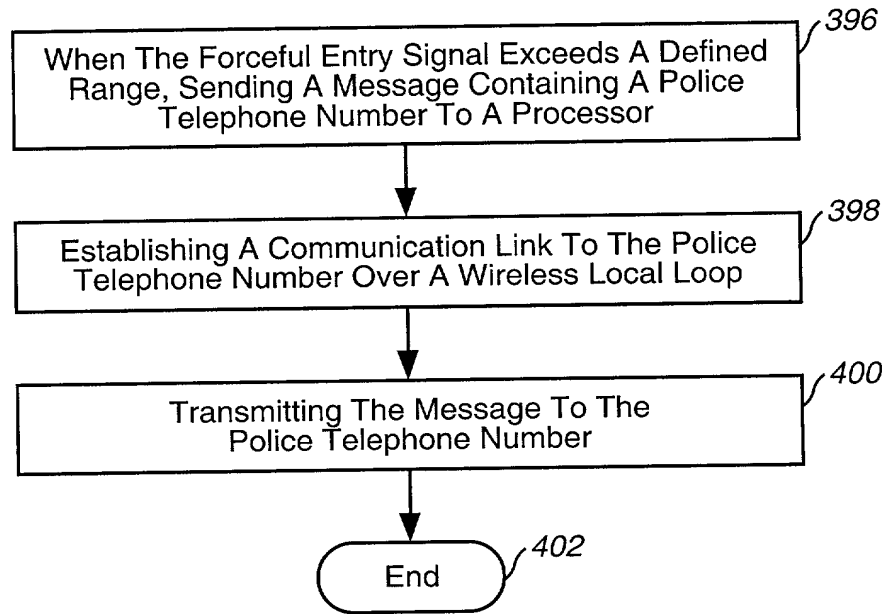 396
When The Forceful Entry Signal Exceeds A Defined
Range, Sending A Message Containing A Police
Telephone Number To A Processor
398
Establishing A Communication Link To The Police
Telephone Number Over A Wireless Local Loop
400
Transmitting The Message To The
Police Telephone Number
402
End